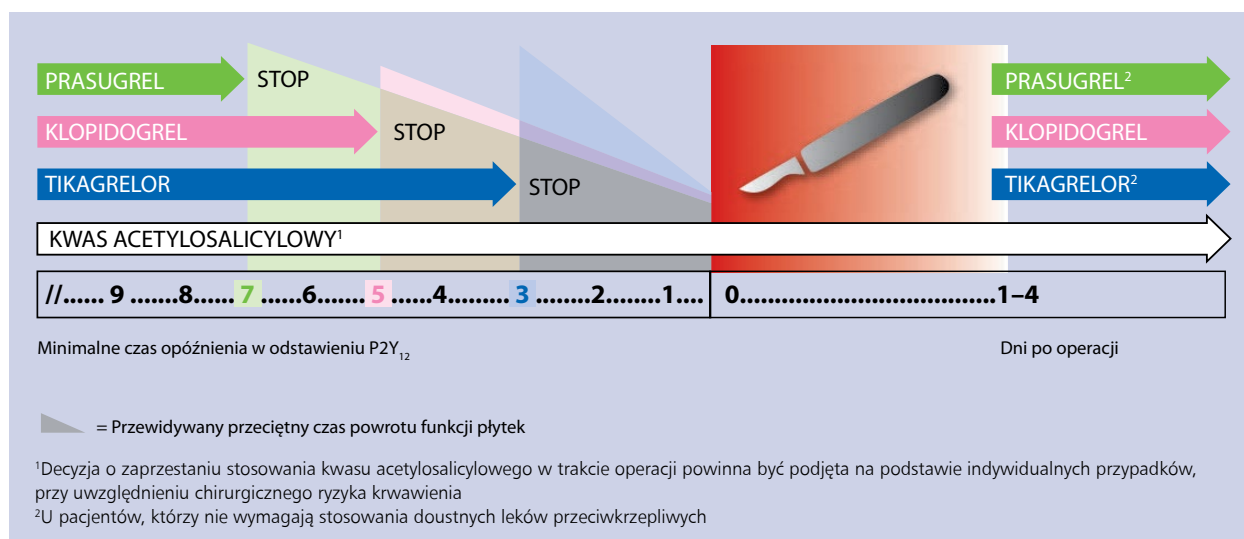 PRASUGREL
STOP
PRASUGREL²
KLOPIDOGREL
STOP
KLOPIDOGREL
TIKAGRELOR
STOP
TIKAGRELOR²
KWAS ACETYLOSALICYLOWY¹
//...... 9 .......8...... 7 ......6....... 5 ......4......... 3 ........2........1.... 0..................................1–4
Minimalne czas opóźnienia w odstawieniu P2Y₁₂
Dni po operacji
= Przewidywany przeciętny czas powrotu funkcji płytek
¹Decyzja o zaprzestaniu stosowania kwasu acetylosalicylowego w trakcie operacji powinna być podjęta na podstawie indywidualnych przypadków,
przy uwzględnieniu chirurgicznego ryzyka krwawienia
²U pacjentów, którzy nie wymagają stosowania doustnych leków przeciwkrzepliwych